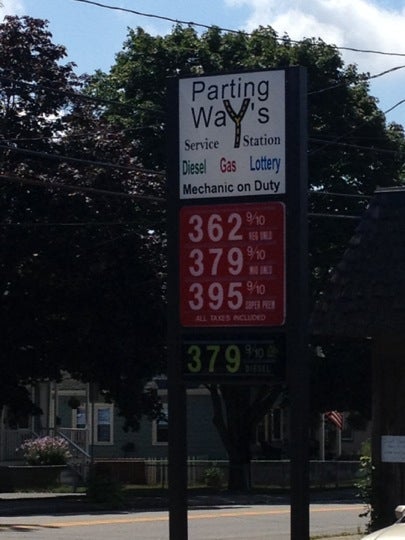 Parting
WaY's
Service Station
Diesel Gas Lottery
Mechanic on Duty
362 9/10
REG UNLD
379 9/10
MID UNLD
395 9/10
SUPER PREM
ALL TAXES INCLUDED
379 9/10
DIESEL